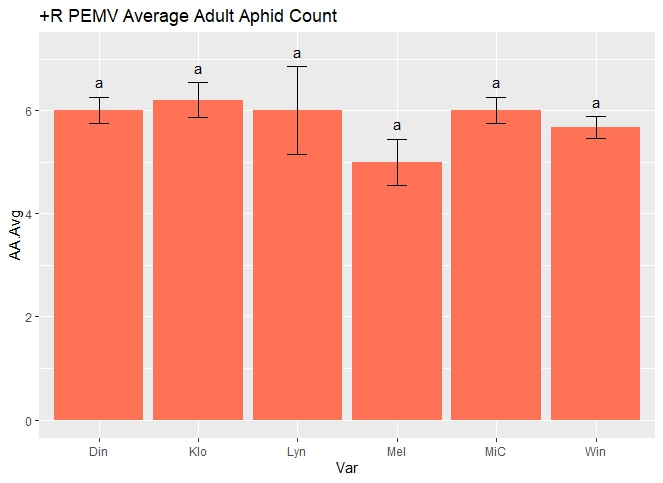 +R PEMV Average Adult Aphid Count
AA.Avg
6
4
2
0
a
a
a
a
a
a
Din
Klo
Lyn
Mel
MiC
Win
Var